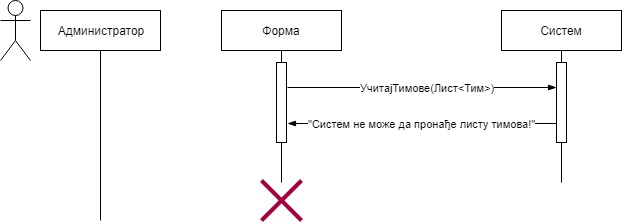 Администратор
Форма
Систем
УчитајТимове(Лист<Тим>)
"Систем не може да пронађе листу тимова!"